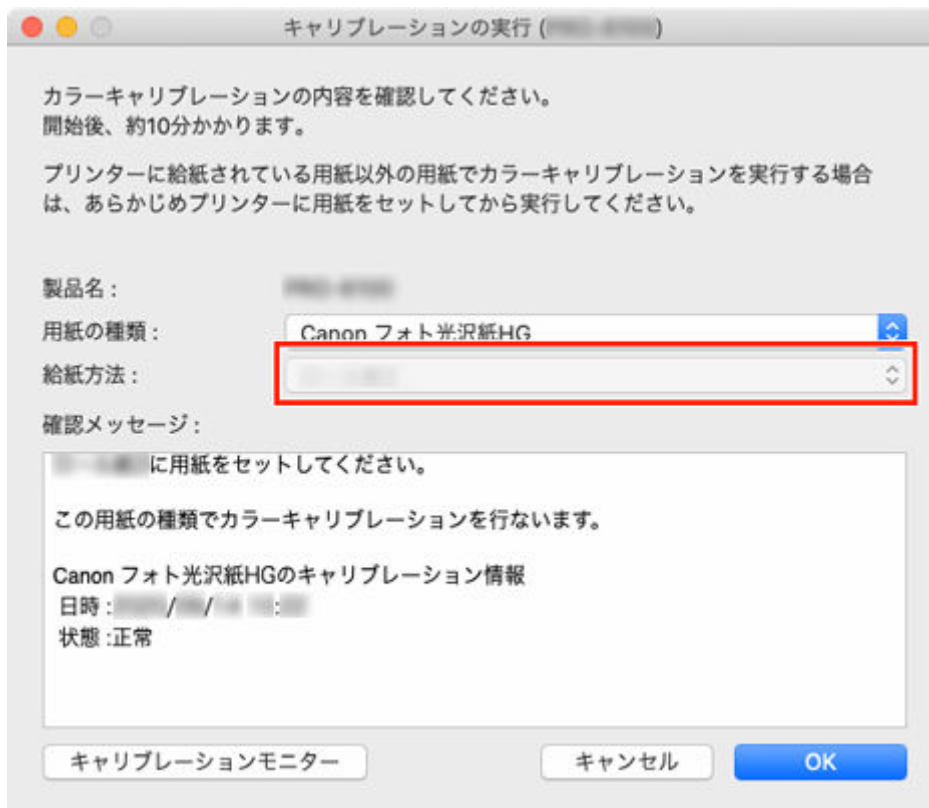 キャリブレーションの実行 ( )
カラーキャリブレーションの内容を確認してください。
開始後、約10分かかります。
プリンターに給紙されている用紙以外の用紙でカラーキャリブレーションを実行する場合
は、あらかじめプリンターに用紙をセットしてから実行してください。
製品名 :
用紙の種類 : Canon フォト光沢紙HG
給紙方法 :
確認メッセージ :
に用紙をセットしてください。
この用紙の種類でカラーキャリブレーションを行ないます。
Canon フォト光沢紙HGのキャリブレーション情報
日時 : / / :
状態 :正常
キャリブレーションモニター キャンセル OK